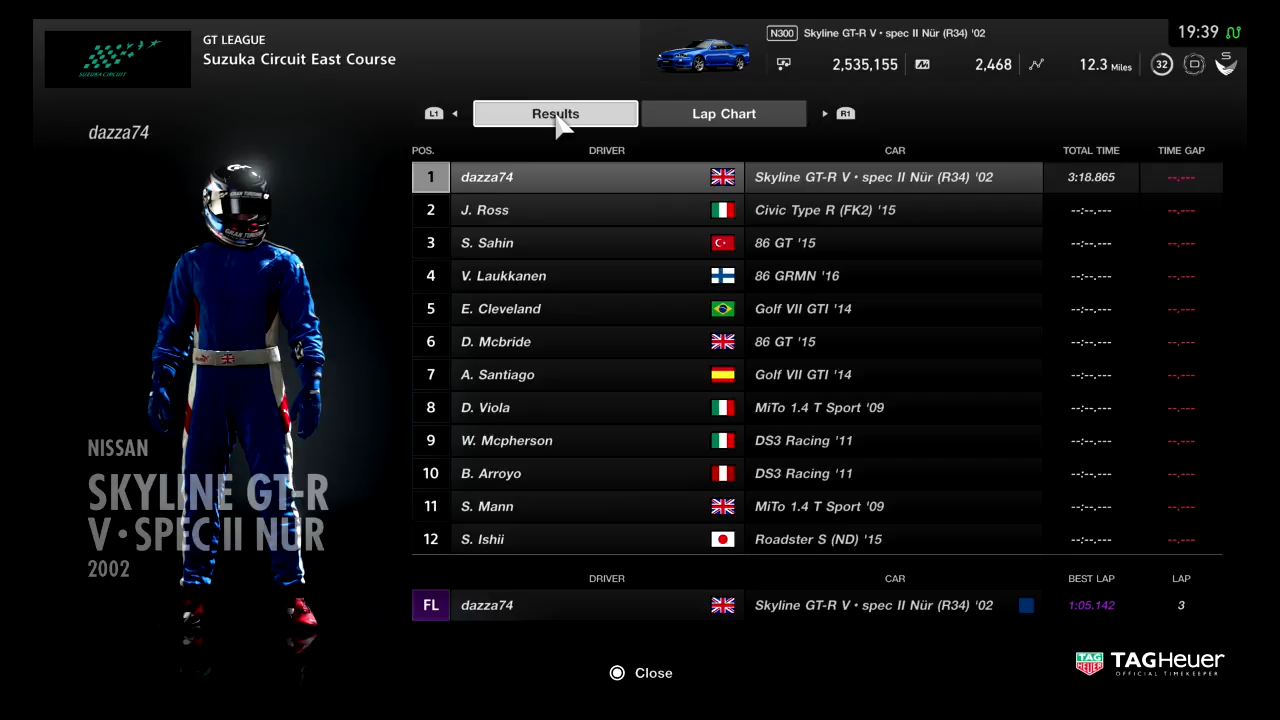 SUZUKA CIRCUIT
GT LEAGUE
Suzuka Circuit East Course
N300 Skyline GT-R V・spec II Nür (R34) '02
2,535,155 2,468 12.3 Miles 32 S
19:39
L1 Results Lap Chart R1
dazza74
POS. DRIVER CAR TOTAL TIME TIME GAP
1 dazza74 Skyline GT-R V・spec II Nür (R34) '02 3:18.865 --.---
2 J. Ross Civic Type R (FK2) '15 --:--.--- --.---
3 S. Sahin 86 GT '15 --:--.--- --.---
4 V. Laukkanen 86 GRMN '16 --:--.--- --.---
5 E. Cleveland Golf VII GTI '14 --:--.--- --.---
6 D. Mcbride 86 GT '15 --:--.--- --.---
7 A. Santiago Golf VII GTI '14 --:--.--- --.---
8 D. Viola MiTo 1.4 T Sport '09 --:--.--- --.---
9 W. Mcpherson DS3 Racing '11 --:--.--- --.---
10 B. Arroyo DS3 Racing '11 --:--.--- --.---
11 S. Mann MiTo 1.4 T Sport '09 --:--.--- --.---
12 S. Ishii Roadster S (ND) '15 --:--.--- --.---
DRIVER CAR BEST LAP LAP
FL dazza74 Skyline GT-R V・spec II Nür (R34) '02 1:05.142 3
NISSAN
SKYLINE GT-R
V・SPEC II NÜR
2002
Close
TAG HEUER TAGHeuer
OFFICIAL TIMEKEEPER